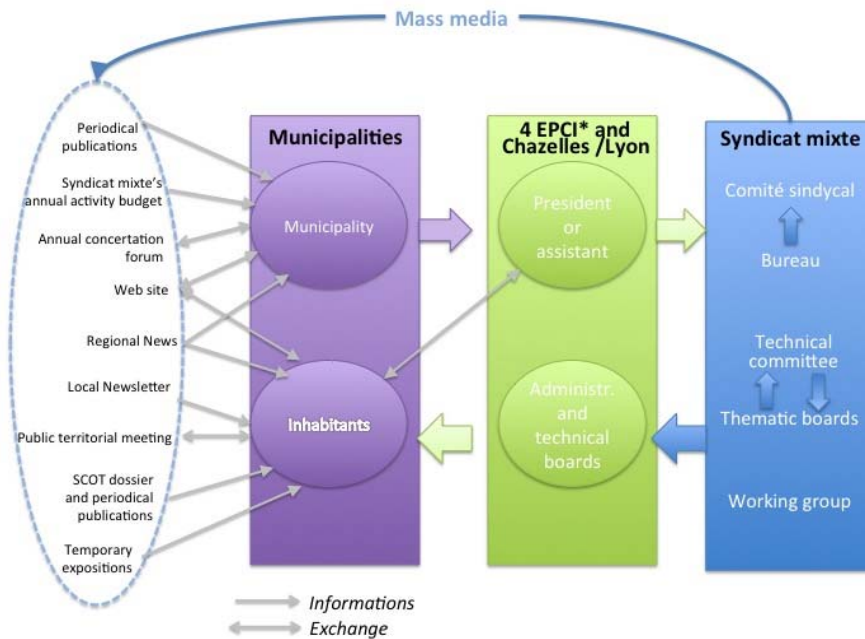 Mass media
Periodical
publications
Syndicat mixte's
annual activity budget
Annual concertation
forum
Web site
Regional News
Local Newsletter
Public territorial meeting
SCOT dossier
and periodical
publications
Temporary
expositions
Municipalities
Municipality
Inhabitants
4 EPCI* and
Chazelles /Lyon
President
or
assistant
Administr.
and
technical
boards
Syndicat mixte
Comité sindycal
Bureau
Technical
committee
Thematic boards
Working group
Informations
Exchange